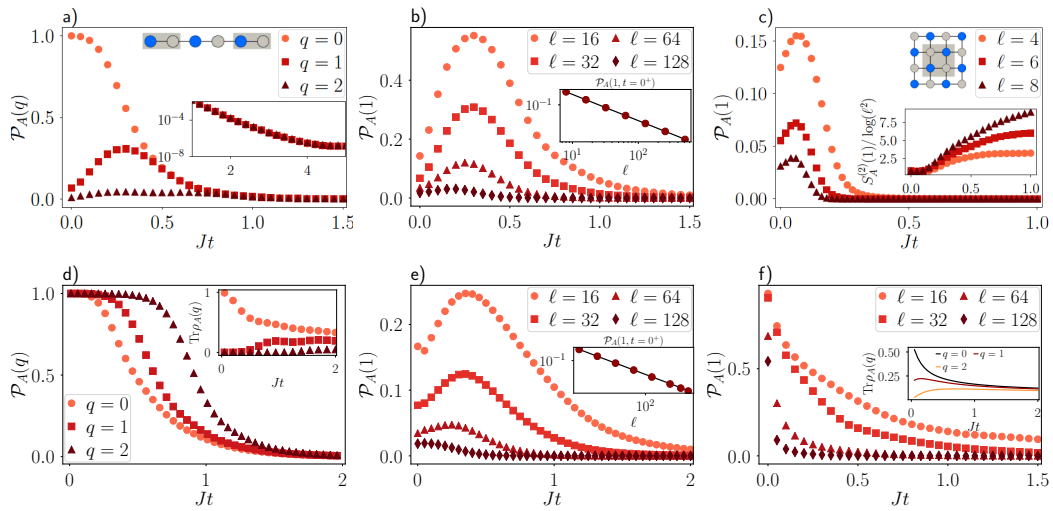 a)
1.0
0.5
0.0
P_A(q)
q = 0
q = 1
q = 2
10^{-4}
10^{-8}
2 4
0.0 0.5 1.0 1.5
Jt
b)
0.4
0.2
0.0
P_A(1)
ℓ = 16 ℓ = 64
ℓ = 32 ℓ = 128
P_A(1, t = 0^+)
10^{-1}
10^1 10^2
ℓ
0.0 0.5 1.0 1.5
Jt
c)
0.15
0.10
0.05
0.00
P_A(1)
ℓ = 4
ℓ = 6
ℓ = 8
S_A^{(2)}(1)/ log(ℓ^2)
7.5
5.0
2.5
0.0 0.5 1.0
0.0 0.5 1.0
Jt
d)
1.0
0.5
0.0
P_A(q)
Trρ_A(q)
1
0
0 2
Jt
q = 0
q = 1
q = 2
0 1 2
Jt
e)
0.2
0.1
0.0
P_A(1)
ℓ = 16 ℓ = 64
ℓ = 32 ℓ = 128
P_A(1, t = 0^+)
10^{-1}
10^2
ℓ
0.0 0.5 1.0 1.5 2.0
Jt
f)
0.5
0.0
P_A(1)
ℓ = 16 ℓ = 64
ℓ = 32 ℓ = 128
Trρ_A(q)
0.50
0.25
q = 0 q = 1
q = 2
0 1 2
Jt
0.0 0.5 1.0 1.5
Jt